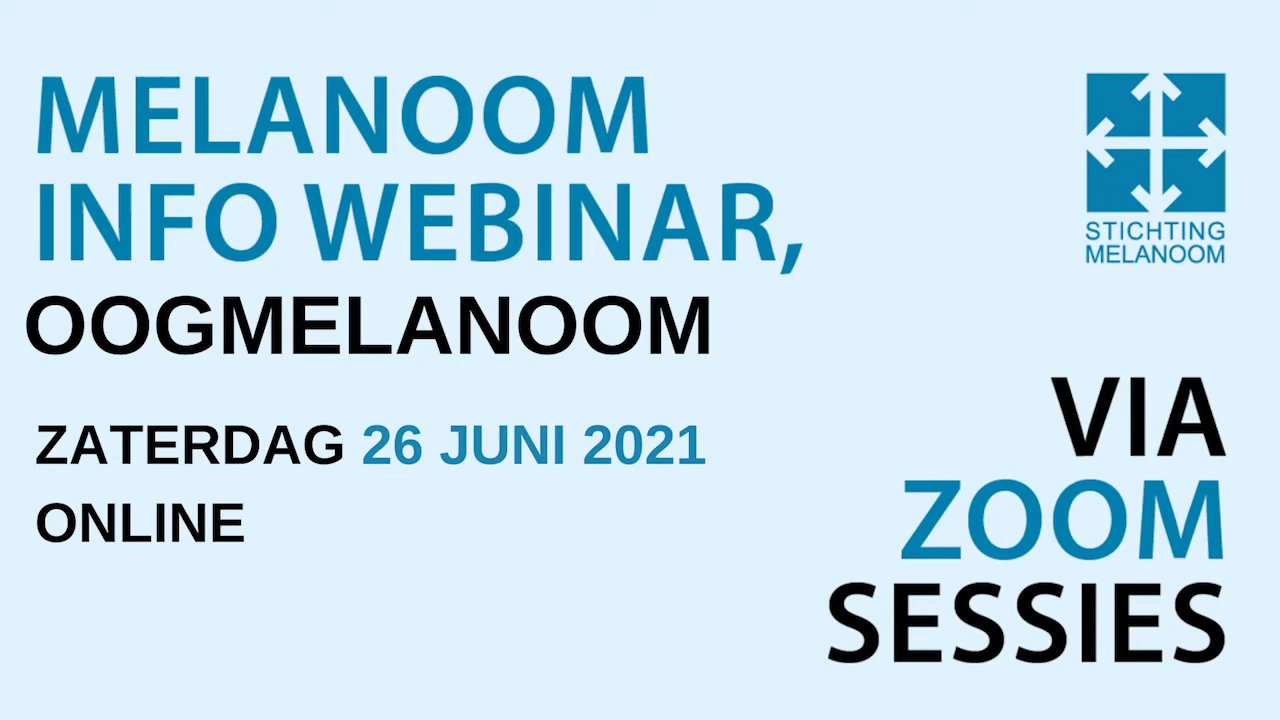 MELANOOM
INFO WEBINAR,
OOGMELANOOM
ZATERDAG 26 JUNI 2021
ONLINE
STICHTING
MELANOOM
VIA
ZOOM
SESSIES